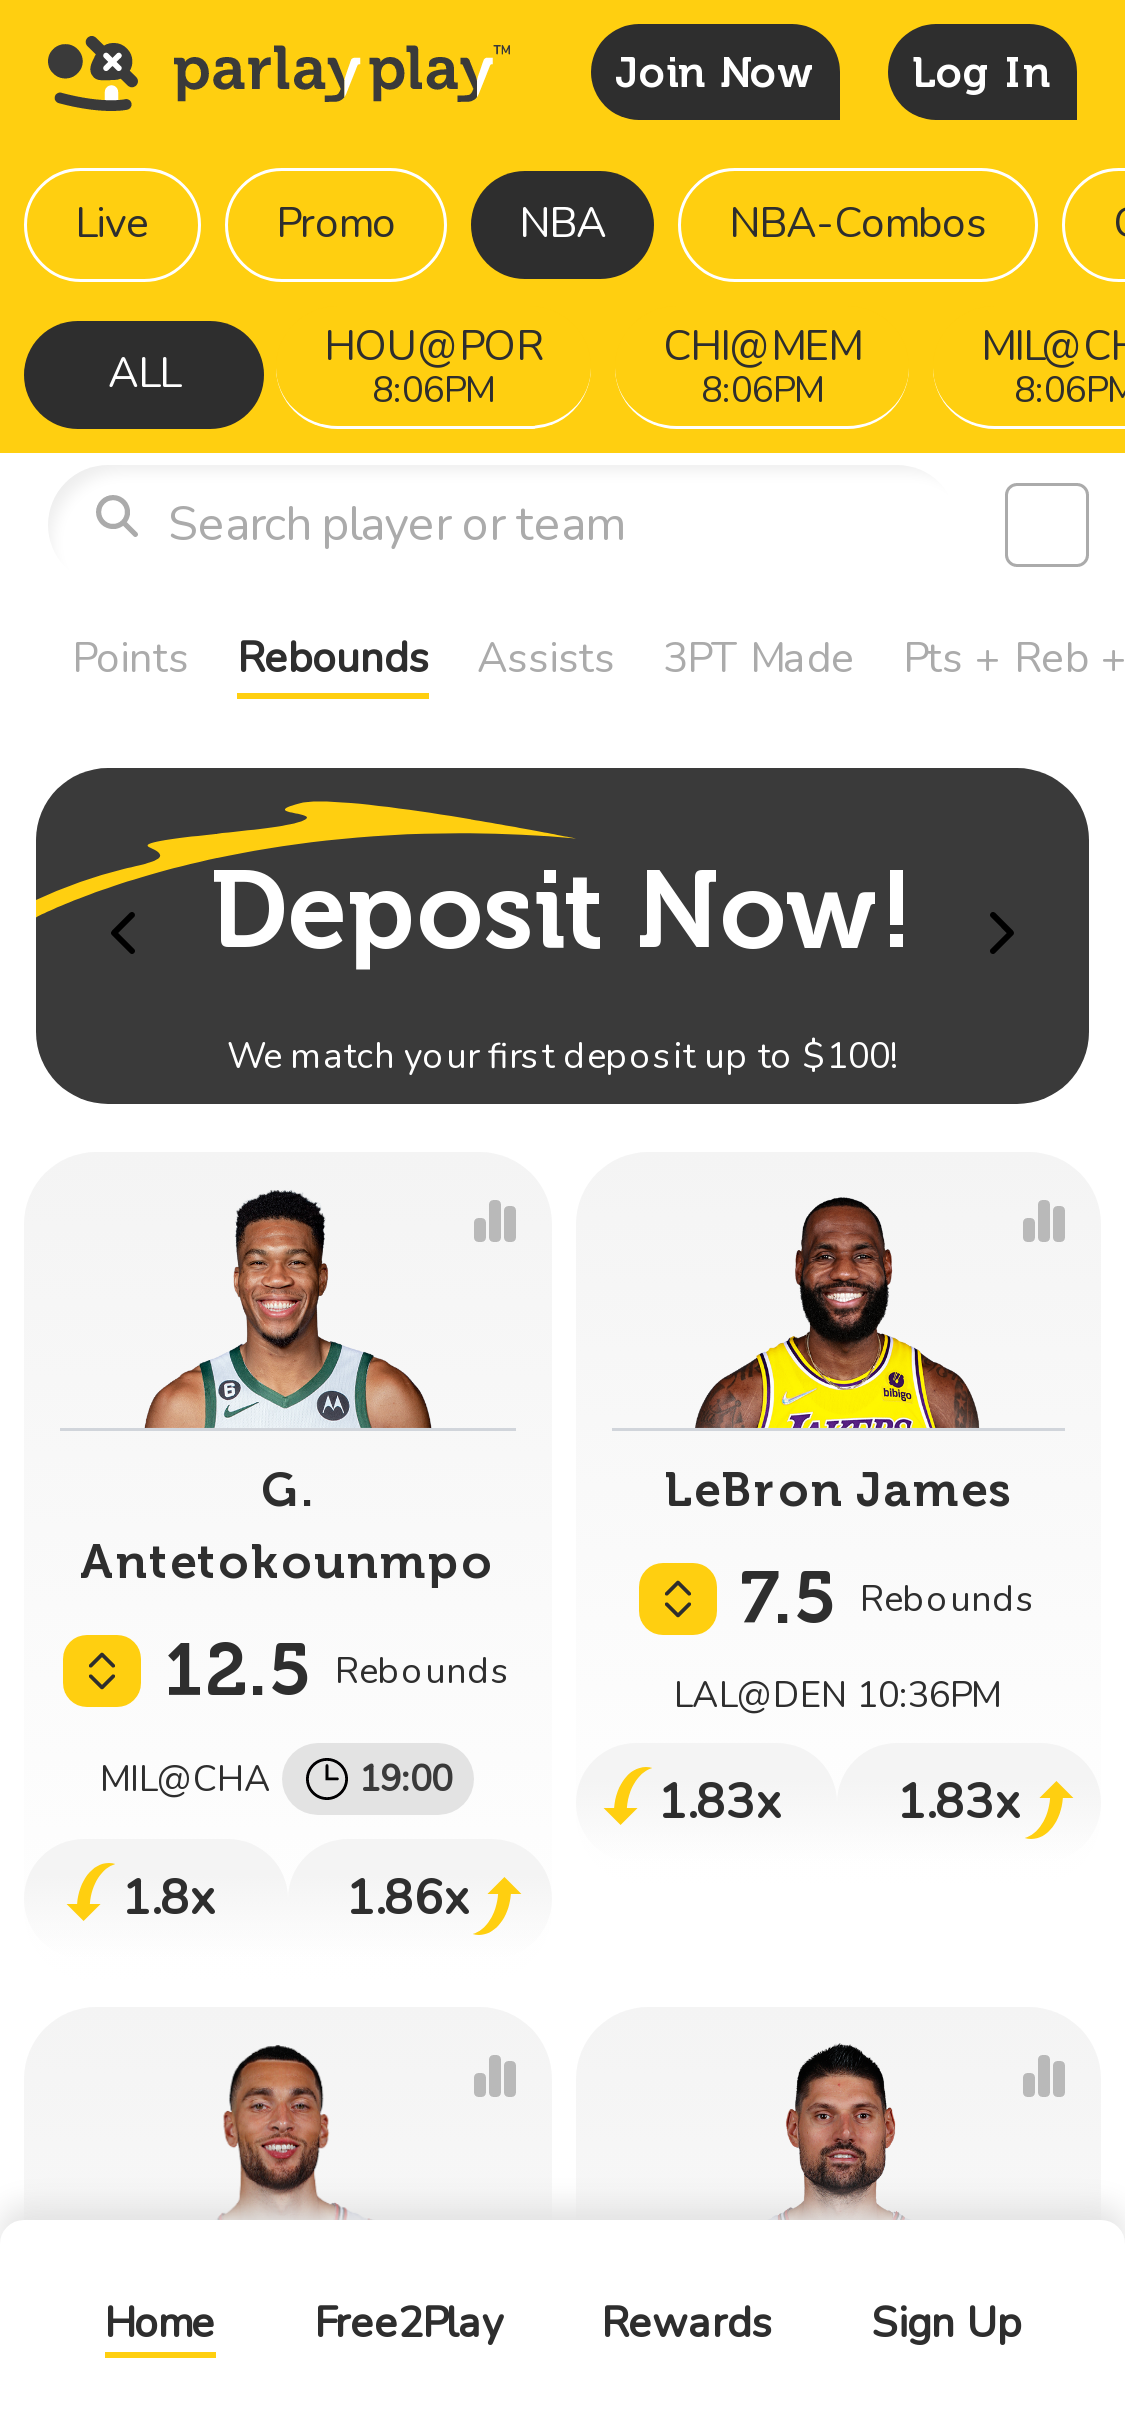 parlay play™
Join Now
Log In
Live
Promo
NBA
NBA-Combos
ALL
HOU@POR
8:06PM
CHI@MEM
8:06PM
MIL@CH
8:06PM
Search player or team
Points
Rebounds
Assists
3PT Made
Pts + Reb +
Deposit Now!
We match your first deposit up to $100!
6
bibigo
LAKERS
G.
Antetokounmpo
12.5 Rebounds
MIL@CHA 19:00
1.8x
1.86x
LeBron James
7.5 Rebounds
LAL@DEN 10:36PM
1.83x
1.83x
Home
Free2Play
Rewards
Sign Up